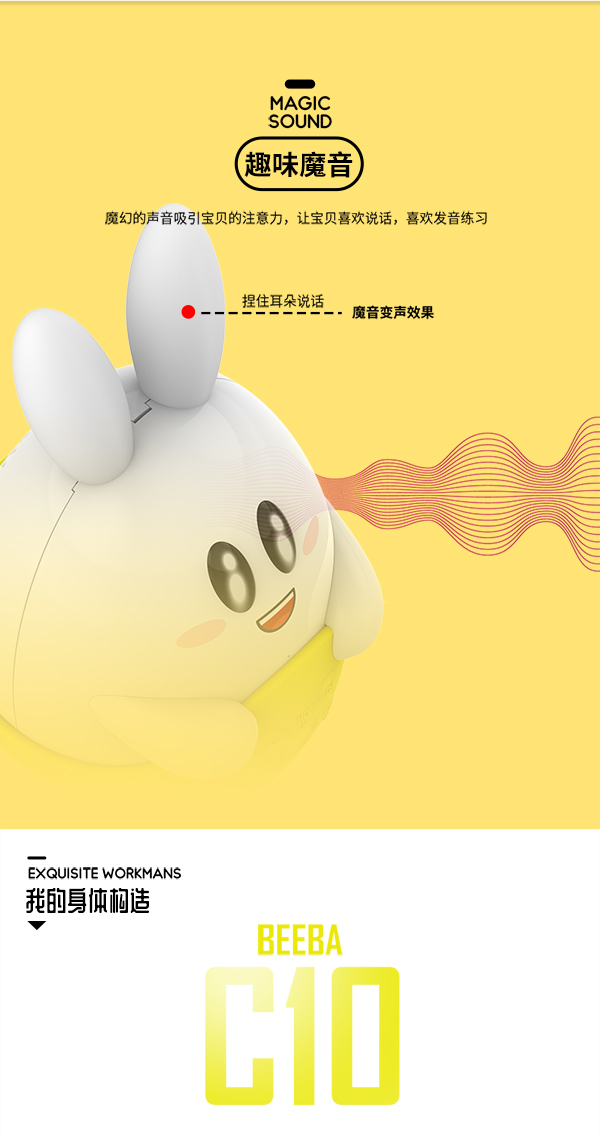 MAGIC
SOUND
趣味魔音
魔幻的声音吸引宝贝的注意力，让宝贝喜欢说话，喜欢发音练习
捏住耳朵说话
魔音变声效果
EXQUISITE WORKMANS
我的身体构造
BEEBA
C10